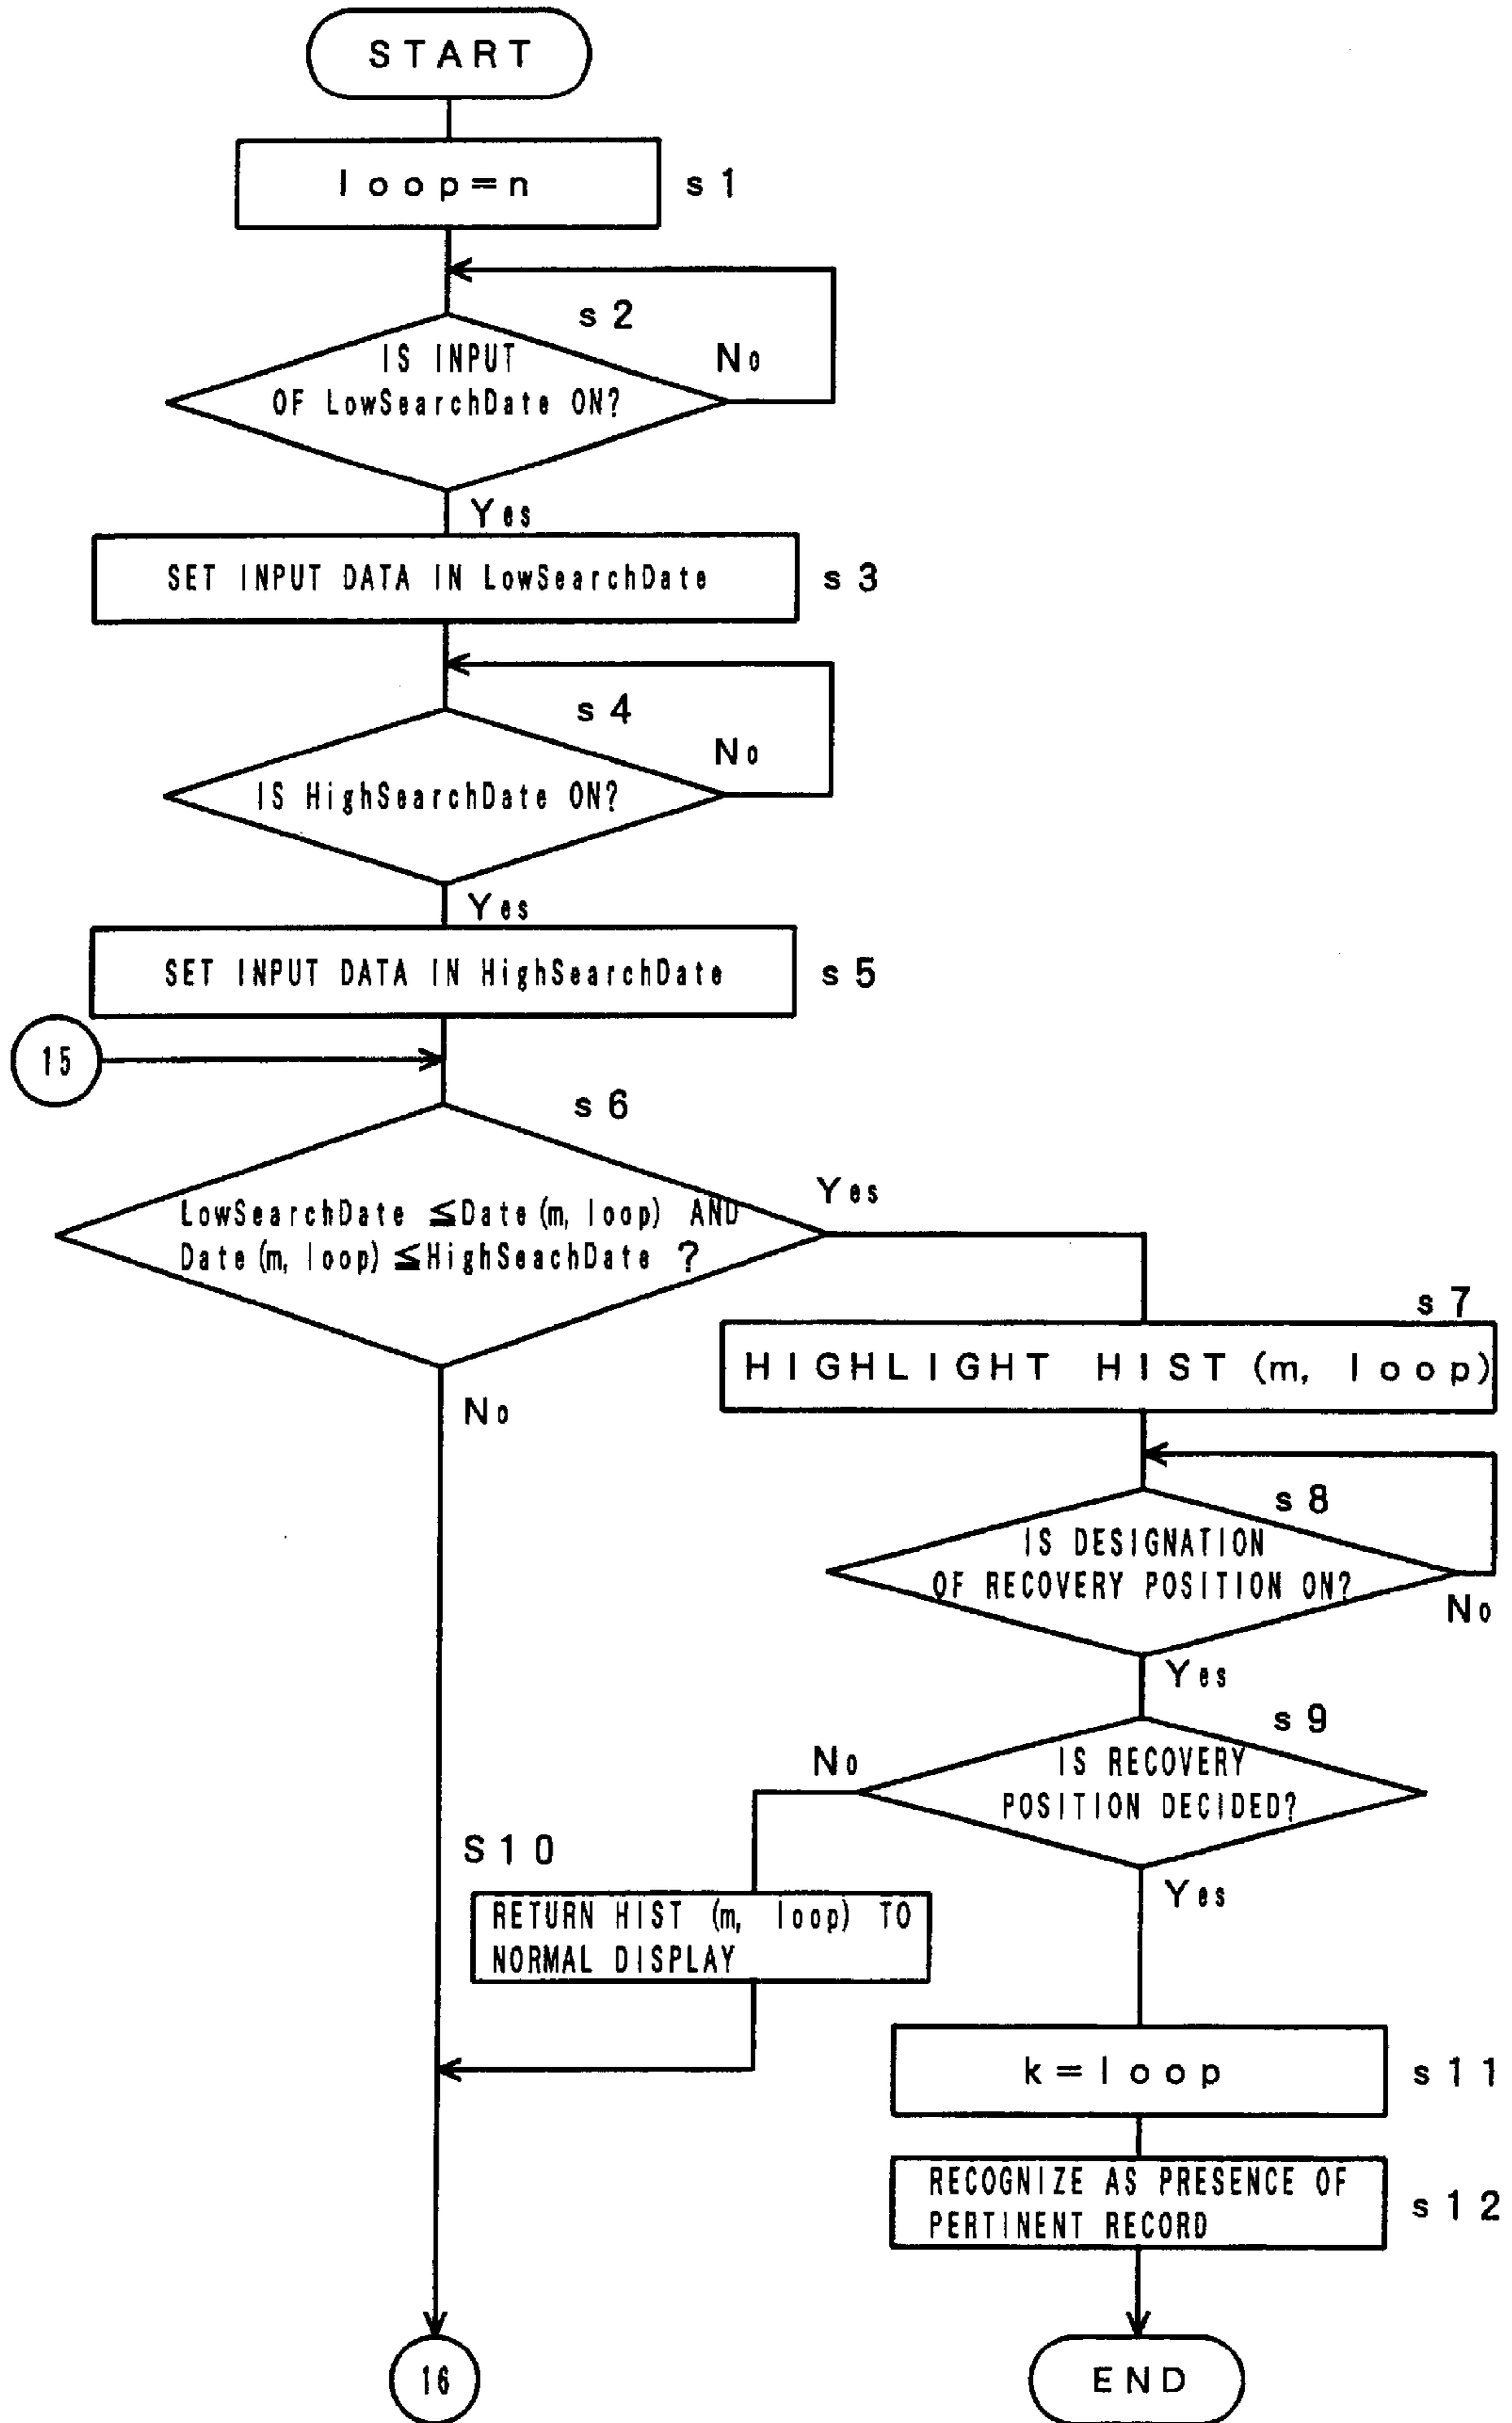 START
loop=n
s1
s2
IS INPUT
OF LowSearchDate ON?
No
Yes
SET INPUT DATA IN LowSearchDate
s3
s4
No
IS HighSearchDate ON?
Yes
SET INPUT DATA IN HighSearchDate
s5
15
s6
Yes
LowSearchDate ≦Date(m, loop) AND
Date(m, loop)≦HighSeachDate ?
No
s7
HIGHLIGHT HIST(m, loop)
s8
IS DESIGNATION
OF RECOVERY POSITION ON?
No
Yes
s9
No
IS RECOVERY
POSITION DECIDED?
Yes
S10
RETURN HIST (m, loop) TO
NORMAL DISPLAY
k=loop
s11
RECOGNIZE AS PRESENCE OF
PERTINENT RECORD
s12
16
END